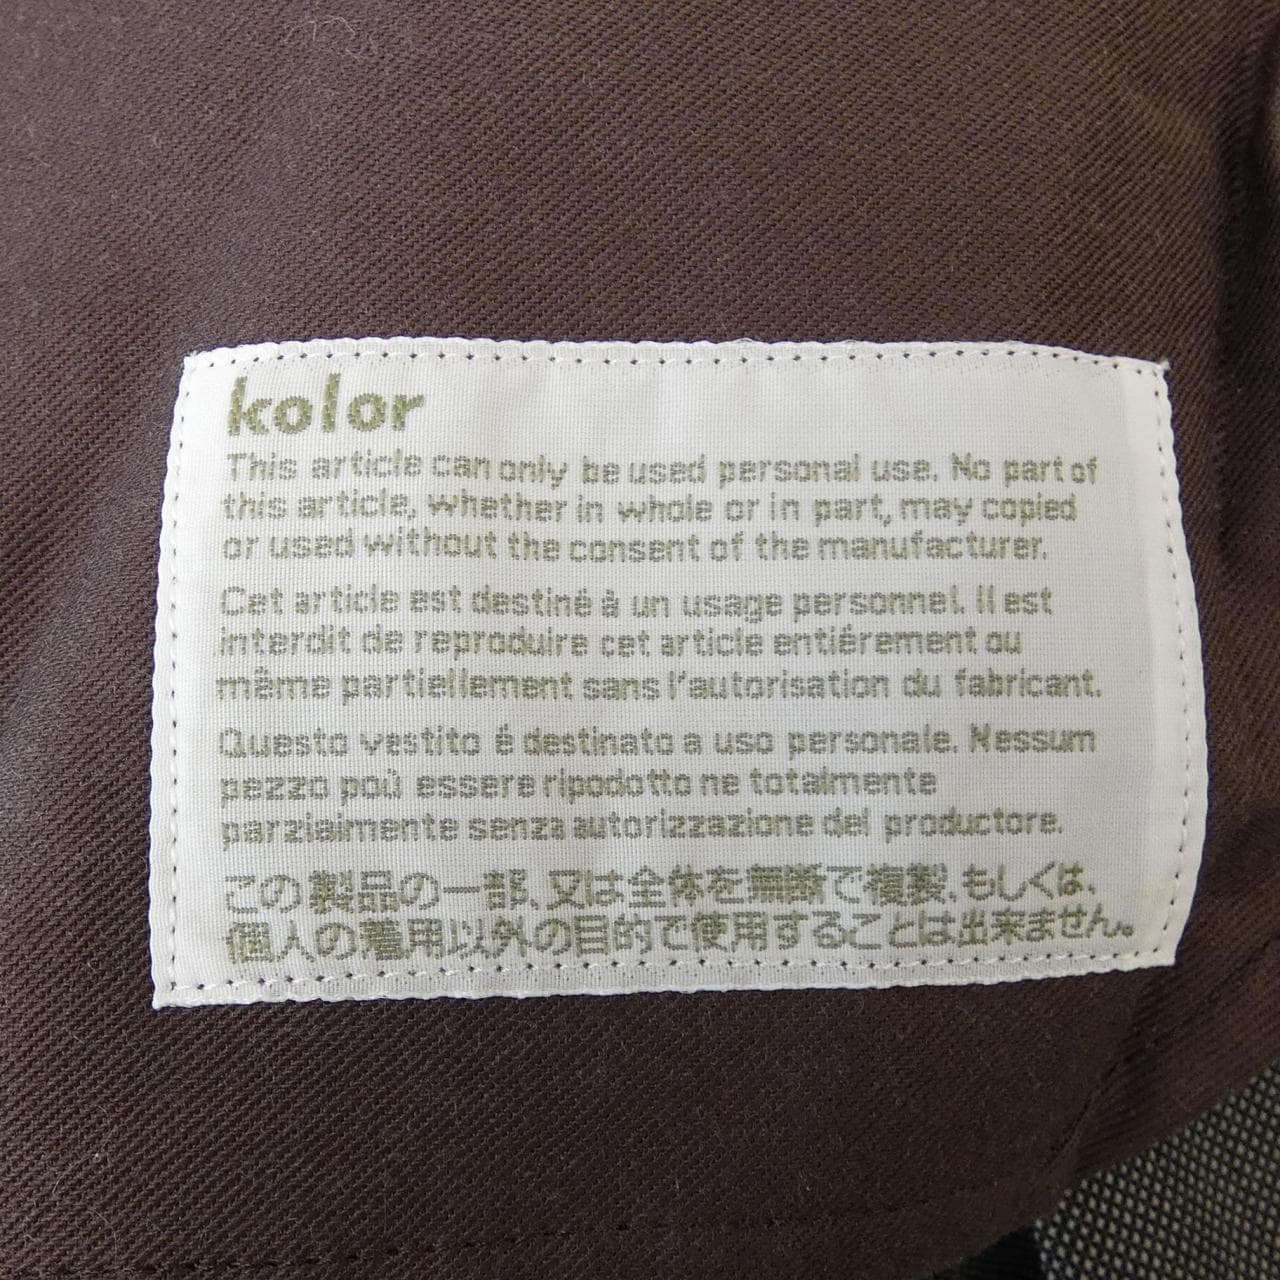 kolor
This article can only be used personal use. No part of
this article, whether in whole or in part, may copied
or used without the consent of the manufacturer.
Cet article est destiné à un usage personnel. Il est
interdit de reproduire cet article entiérement ou
même partiellement sans l'autorisation du fabricant.
Questo vestito é destinato a uso personale. Nessum
pezzo poù essere ripodotto ne totalmente
parzialmente senza autorizzazione del productore.
この製品の一部、又は全体を無断で複製、もしくは、
個人の着用以外の目的で使用することは出来ません。